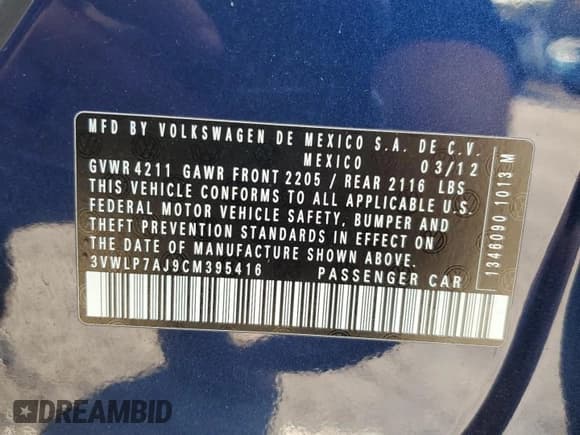 MFD BY VOLKSWAGEN DE MEXICO S.A. DE C.V.
MEXICO 03/12
GVWR 4211 GAWR FRONT 2205 / REAR 2116 LBS
THIS VEHICLE CONFORMS TO ALL APPLICABLE U.S.
FEDERAL MOTOR VEHICLE SAFETY, BUMPER AND
THEFT PREVENTION STANDARDS IN EFFECT ON
THE DATE OF MANUFACTURE SHOWN ABOVE.
3VWLP7AJ9CM395416 PASSENGER CAR
1346090 1013 M
DREAMBID